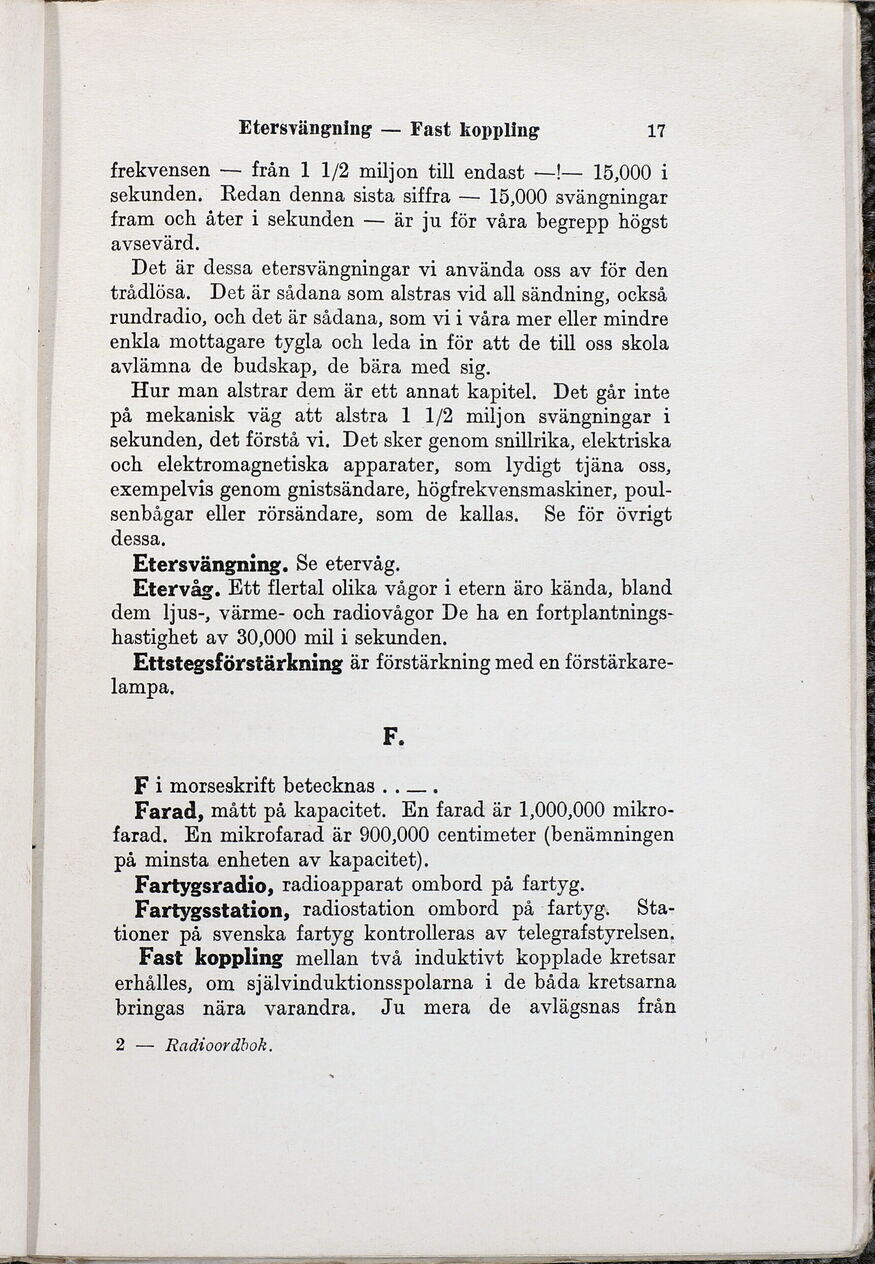 Etersvängning — Fast koppling 17
frekvensen — från 1 1/2 miljon till endast —!— 15,000 i
sekunden. Redan denna sista siffra — 15,000 svängningar
fram och åter i sekunden — är ju för våra begrepp högst
avsevärd.
Det är dessa etersvängningar vi använda oss av för den
trådlösa. Det är sådana som alstras vid all sändning, också
rundradio, och det är sådana, som vi i våra mer eller mindre
enkla mottagare tygla och leda in för att de till oss skola
avlämna de budskap, de bära med sig.
Hur man alstrar dem är ett annat kapitel. Det går inte
på mekanisk väg att alstra 1 1/2 miljon svängningar i
sekunden, det förstå vi. Det sker genom snillrika, elektriska
och elektromagnetiska apparater, som lydigt tjäna oss,
exempelvis genom gnistsändare, högfrekvensmaskiner, poul-
senbågar eller rörsändare, som de kallas. Se för övrigt
dessa.
Etersvängning. Se etervåg.
Etervåg. Ett flertal olika vågor i etern äro kända, bland
dem ljus-, värme- och radiovågor De ha en fortplantnings-
hastighet av 30,000 mil i sekunden.
Ettstegsförstärkning är förstärkning med en förstärkare-
lampa.
F.
F i morseskrift betecknas . . — .
Farad, mått på kapacitet. En farad är 1,000,000 mikro-
farad. En mikrofarad är 900,000 centimeter (benämningen
på minsta enheten av kapacitet).
Fartygsradio, radioapparat ombord på fartyg.
Fartygsstation, radiostation ombord på fartyg. Sta-
tioner på svenska fartyg kontrolleras av telegrafstyrelsen.
Fast koppling mellan två induktivt kopplade kretsar
erhålles, om självinduktionsspolarna i de båda kretsarna
bringas nära varandra. Ju mera de avlägsnas från
2 — Radioordbok.